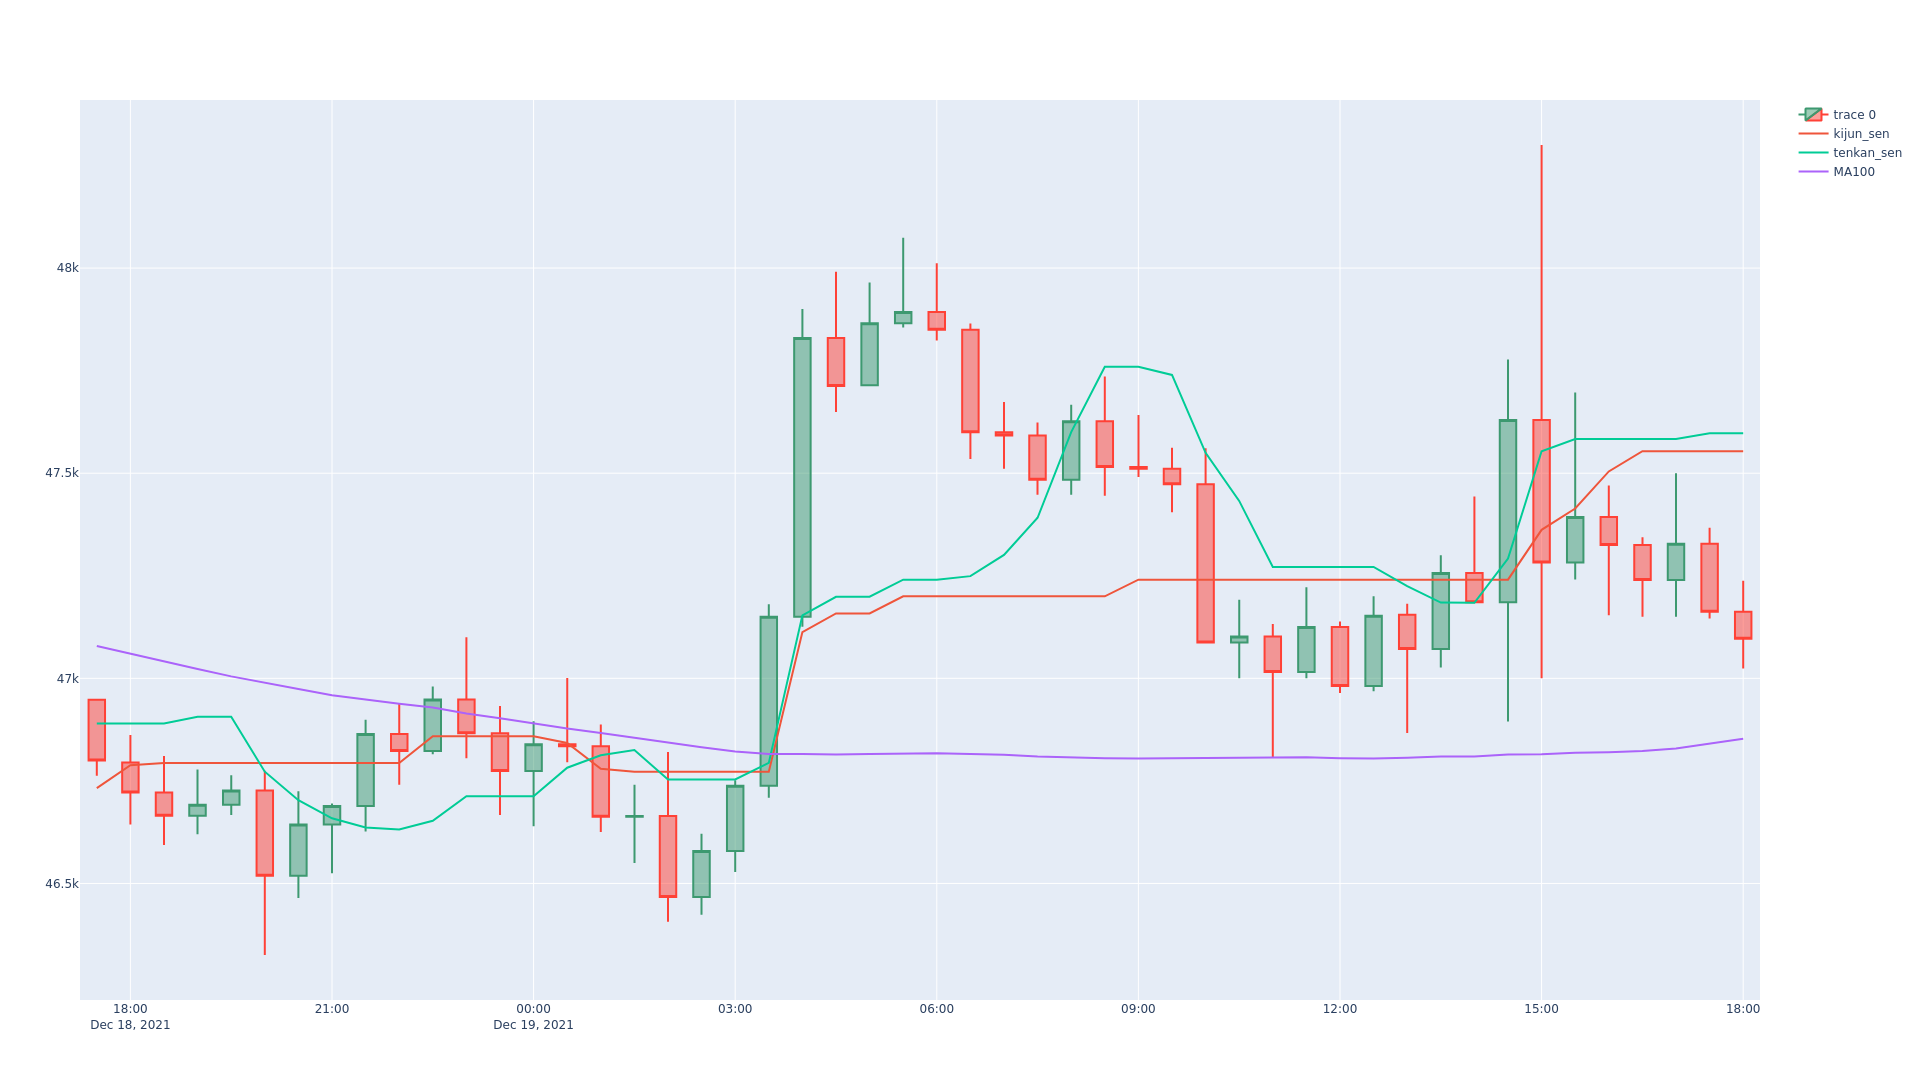 trace 0
kijun_sen
tenkan_sen
MA100
48k
47.5k
47k
46.5k
18:00 21:00 00:00 03:00 06:00 09:00 12:00 15:00 18:00
Dec 18, 2021 Dec 19, 2021